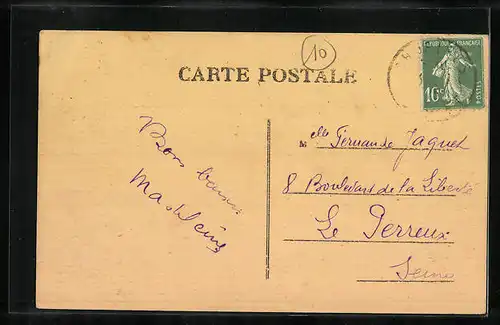 10
CARTE POSTALE
REPUBLIQUE FRANÇAISE
10c
POSTES
Bons baisers
Madeleine
Mlle Fernande Jaquet
8 Boulevard de la Liberté
Le Perreux
Seine